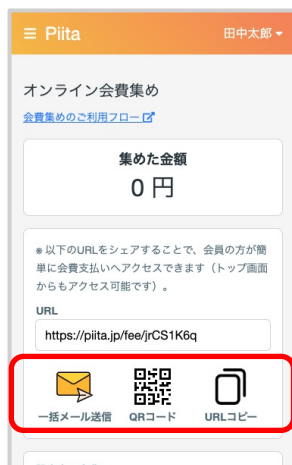 Piita 田中太郎
オンライン会費集め
会費集めのご利用フロー
集めた金額
0 円
※以下のURLをシェアすることで、会員の方が簡
単に会費支払いへアクセスできます（トップ画面
からもアクセス可能です）。
URL
https://piita.jp/fee/jrCS1K6q
一括メール送信 QRコード URLコピー